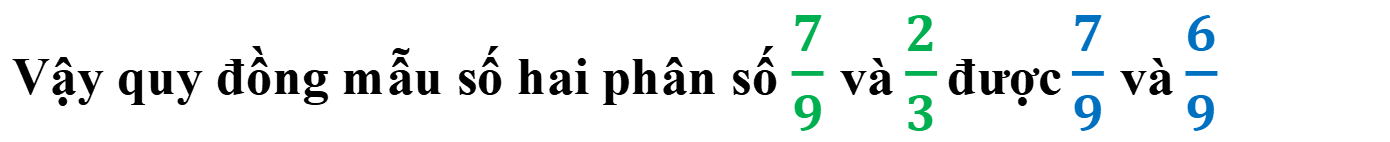 Vậy quy đồng mẫu số hai phân số 7/9 và 2/3 được 7/9 và 6/9